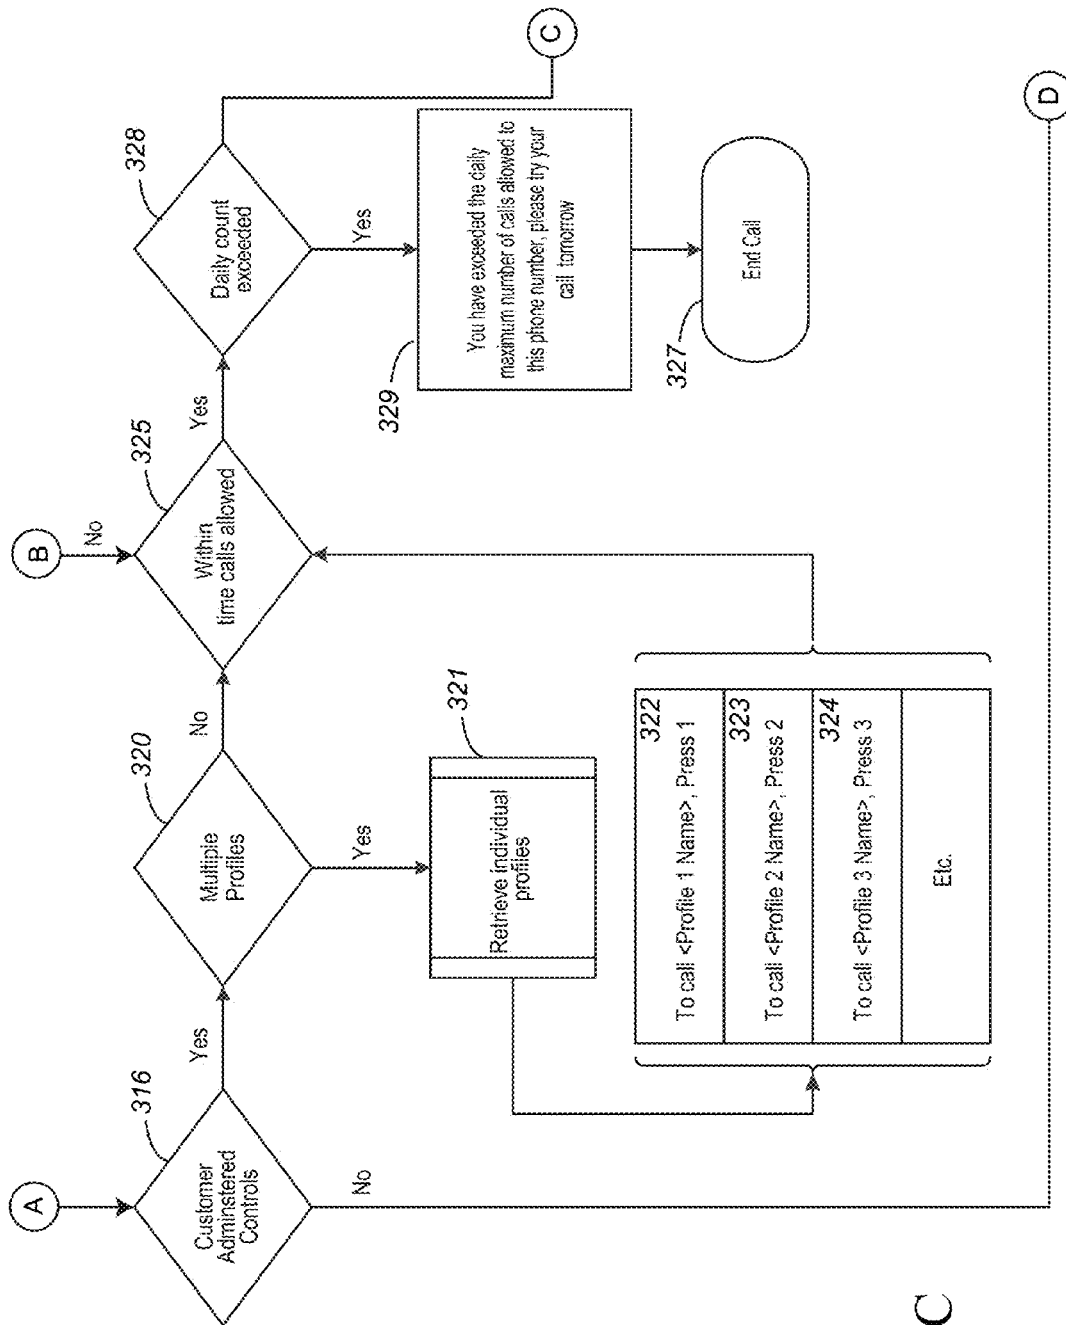 A
316
Customer
Adminstered
Controls
Yes
No
320
Multiple
Profiles
No
Yes
321
Retrieve individual
profiles
322
To call <Profile 1 Name>, Press 1
323
To call <Profile 2 Name>, Press 2
324
To call <Profile 3 Name>, Press 3
Etc.
B
No
325
Within
time calls allowed
Yes
328
Daily count
exceeded
Yes
329
You have exceeded the daily
maximum number of calls allowed to
this phone number, please try your
call tomorrow
327
End Call
C
D
C